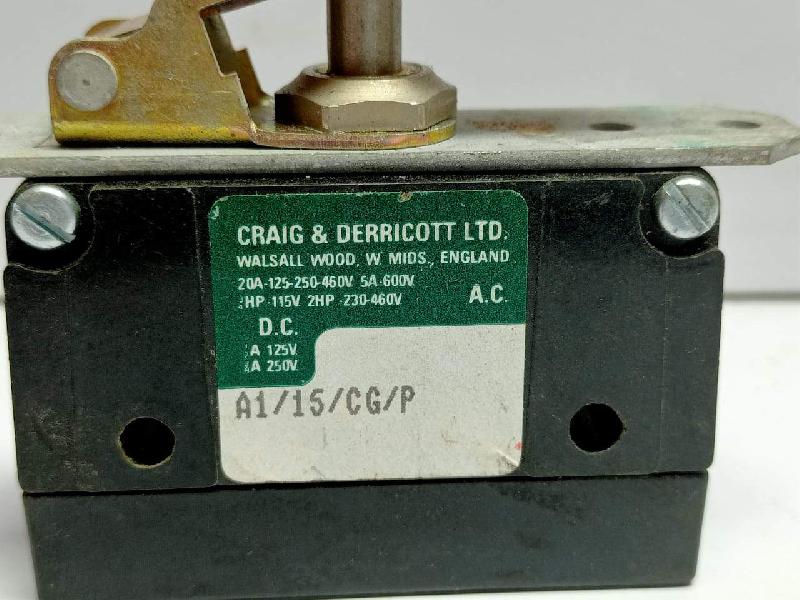 CRAIG & DERRICOTT LTD.
WALSALL WOOD, W MIDS., ENGLAND
20A-125-250-460V 5A-600V
HP-115V 2HP-230-460V A.C.
D.C.
A 125V.
A 250V.
A1/15/CG/P